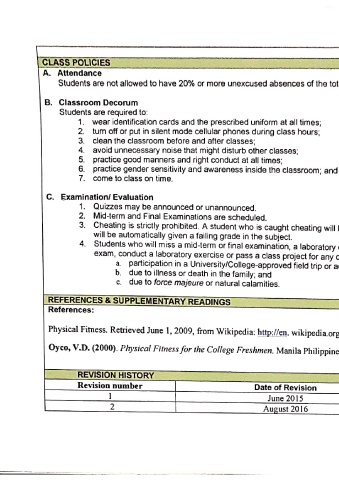 CLASS POLICIES
A. Attendance
Students are not allowed to have 20% or more unexcused absences of the tot
B. Classroom Decorum
Students are required to:
1. wear identification cards and the prescribed uniform at all times;
2. turn off or put in silent mode cellular phones during class hours;
3. clean the classroom before and after classes;
4. avoid unnecessary noise that might disturb other classes;
5. practice good manners and right conduct at all times;
6. practice gender sensitivity and awareness inside the classroom; and
7. come to class on time.
C. Examination/ Evaluation
1. Quizzes may be announced or unannounced.
2. Mid-term and Final Examinations are scheduled.
3. Cheating is strictly prohibited. A student who is caught cheating will
will be automatically given a failing grade in the subject.
4. Students who will miss a mid-term or final examination, a laboratory
exam, conduct a laboratory exercise or pass a class project for any
a. participation in a University/College-approved field trip or
b. due to illness or death in the family; and
c. due to force majeure or natural calamities.
REFERENCES & SUPPLEMENTARY READINGS
References:
Physical Fitness. Retrieved June 1, 2009, from Wikipedia: http://en. wikipedia.org
Oyco, V.D. (2000). Physical Fitness for the College Freshmen. Manila Philippine
REVISION HISTORY
Revision number Date of Revision
1 June 2015
2 August 2016